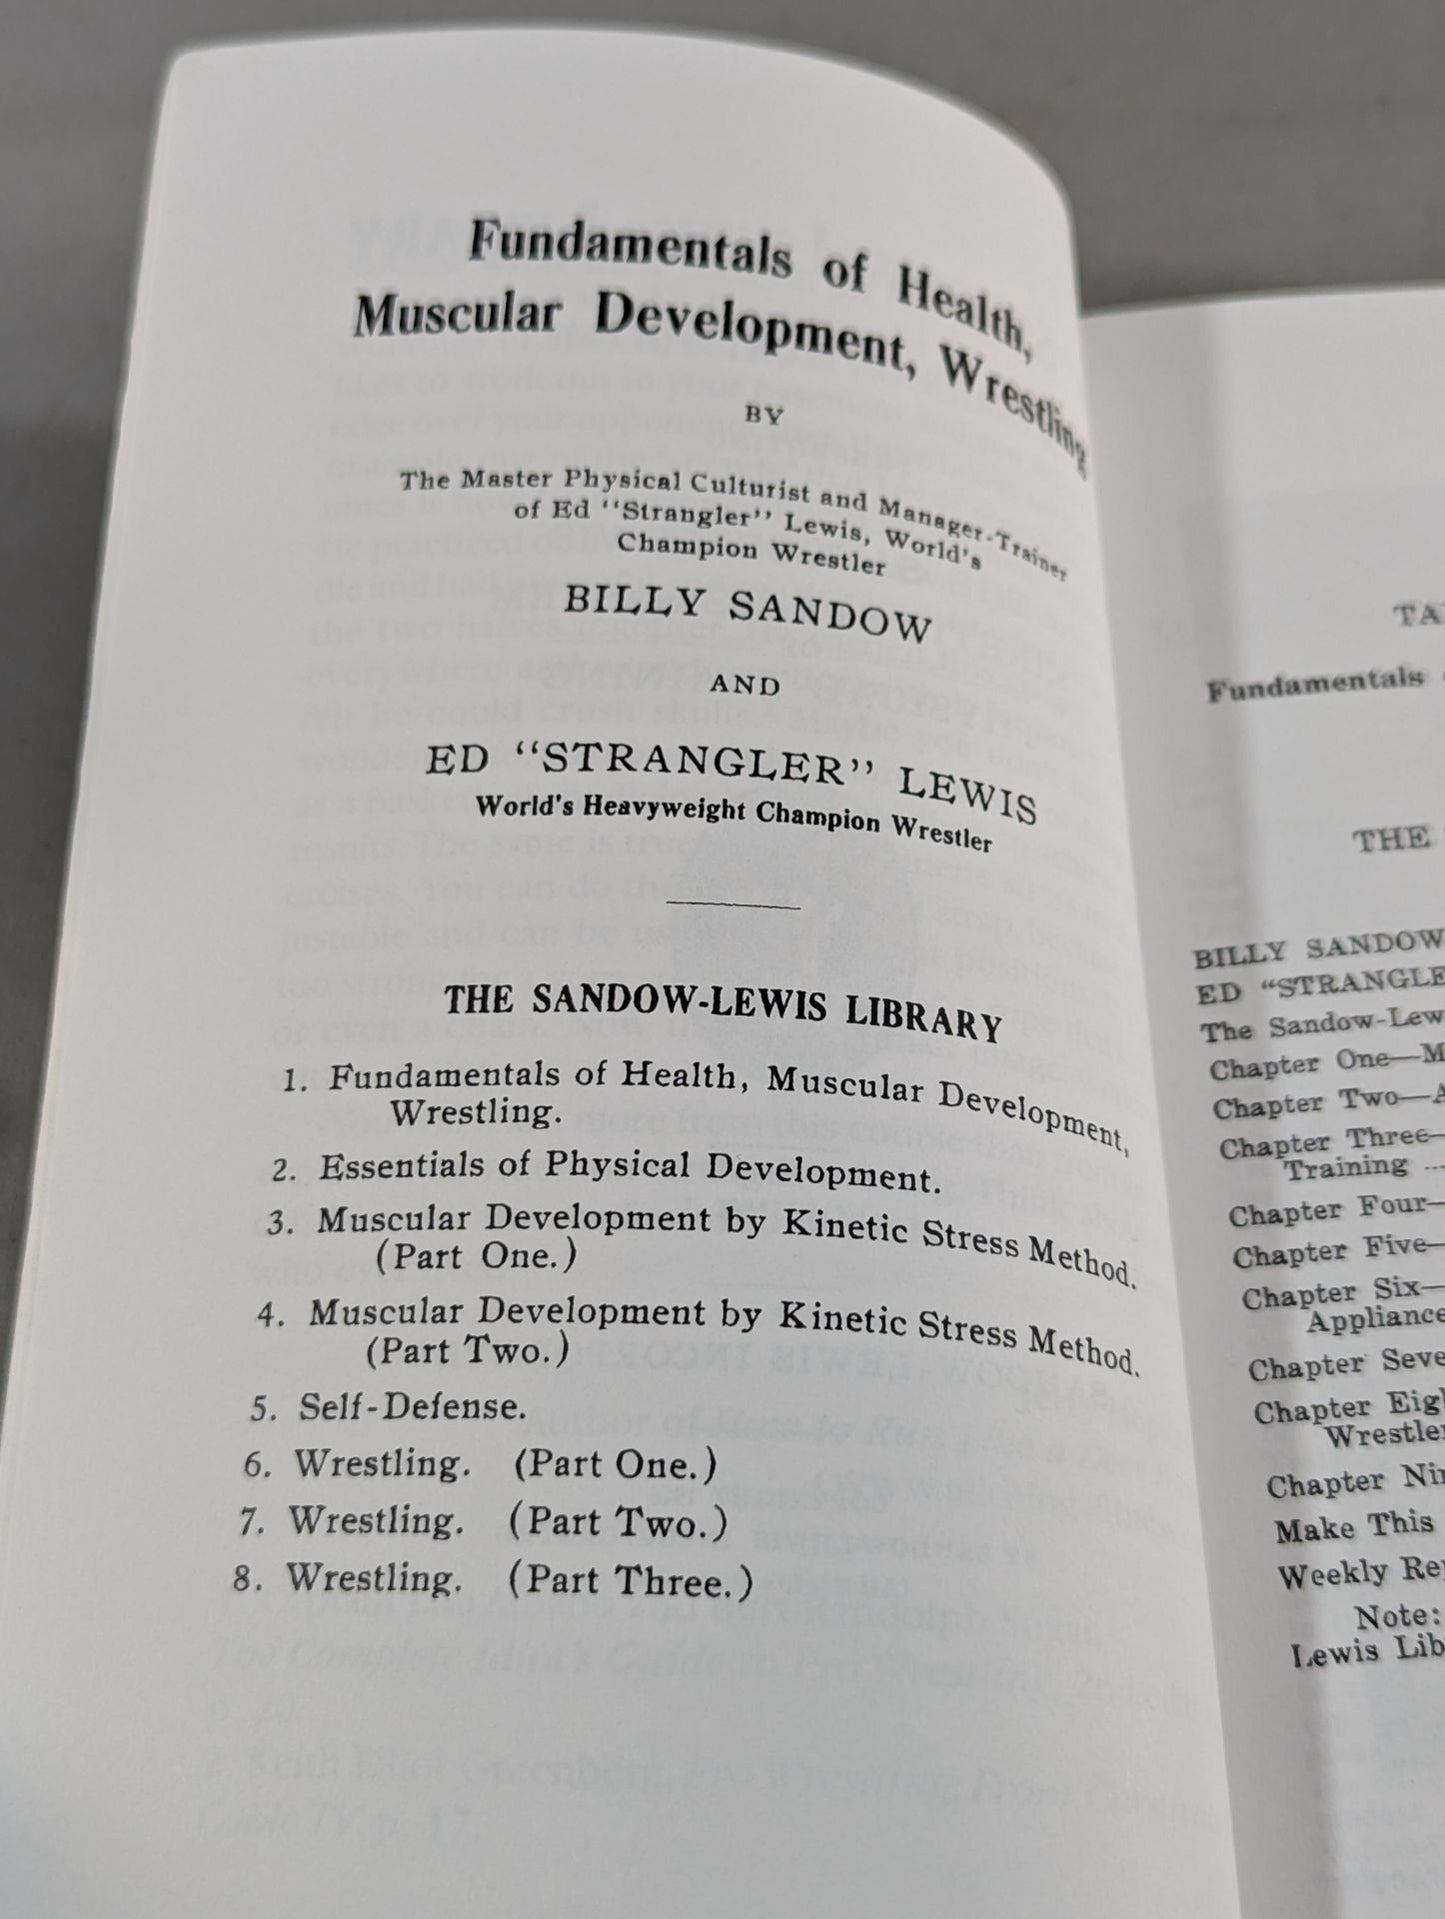 Fundamentals of Health,
Muscular Development, Wrestling
BY
The Master Physical Culturist and Manager-Trainer
of Ed "Strangler" Lewis, World's
Champion Wrestler
BILLY SANDOW
AND
ED "STRANGLER" LEWIS
World's Heavyweight Champion Wrestler
THE SANDOW-LEWIS LIBRARY
1. Fundamentals of Health, Muscular Development,
Wrestling.
2. Essentials of Physical Development.
3. Muscular Development by Kinetic Stress Method.
(Part One.)
4. Muscular Development by Kinetic Stress Method.
(Part Two.)
5. Self-Defense.
6. Wrestling. (Part One.)
7. Wrestling. (Part Two.)
8. Wrestling. (Part Three.)
Fundamentals
THE
BILLY SANDOW
ED "STRANGLE
The Sandow-Lew
Chapter One—M
Chapter Two—A
Chapter Three—
Training
Chapter Four—
Chapter Five—
Chapter Six—
Appliance
Chapter Seve
Chapter Eig
Wrestle
Chapter Ni
Make This
Weekly Re
Note:
Lewis Lib